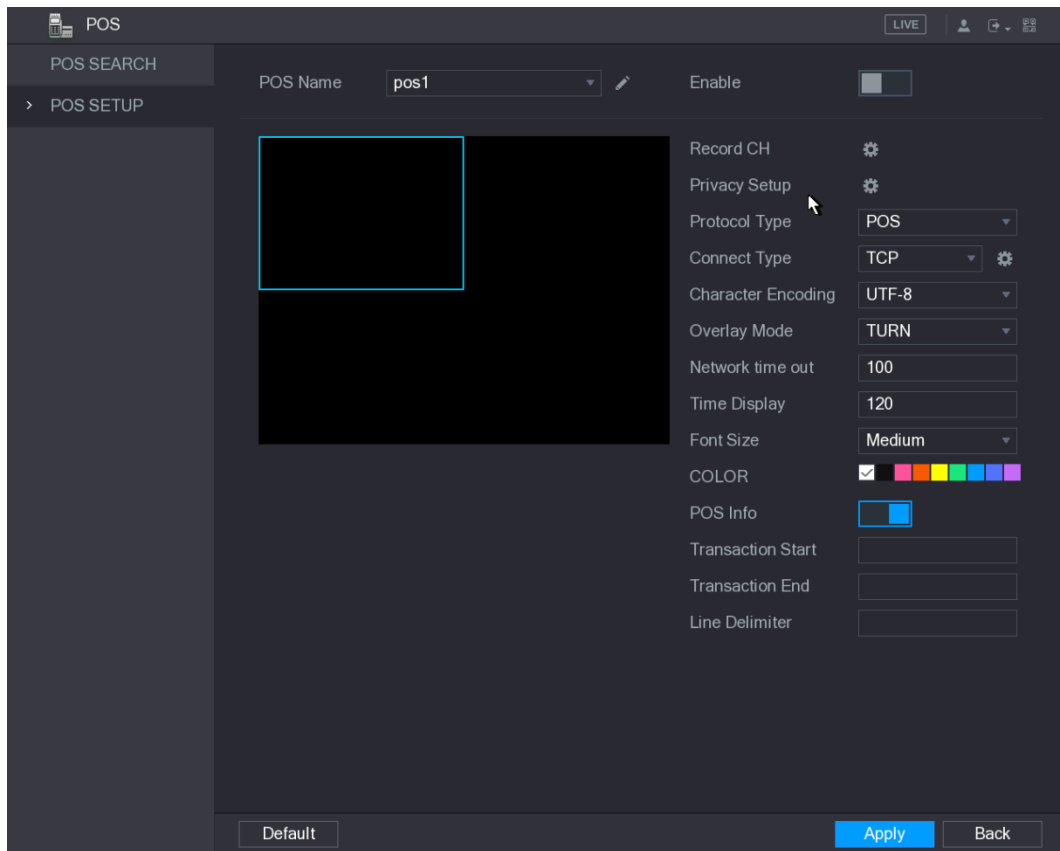 POS
LIVE
POS SEARCH
POS SETUP
POS Name pos1
Enable
Record CH
Privacy Setup
Protocol Type POS
Connect Type TCP
Character Encoding UTF-8
Overlay Mode TURN
Network time out 100
Time Display 120
Font Size Medium
COLOR
POS Info
Transaction Start
Transaction End
Line Delimiter
Default
Apply
Back